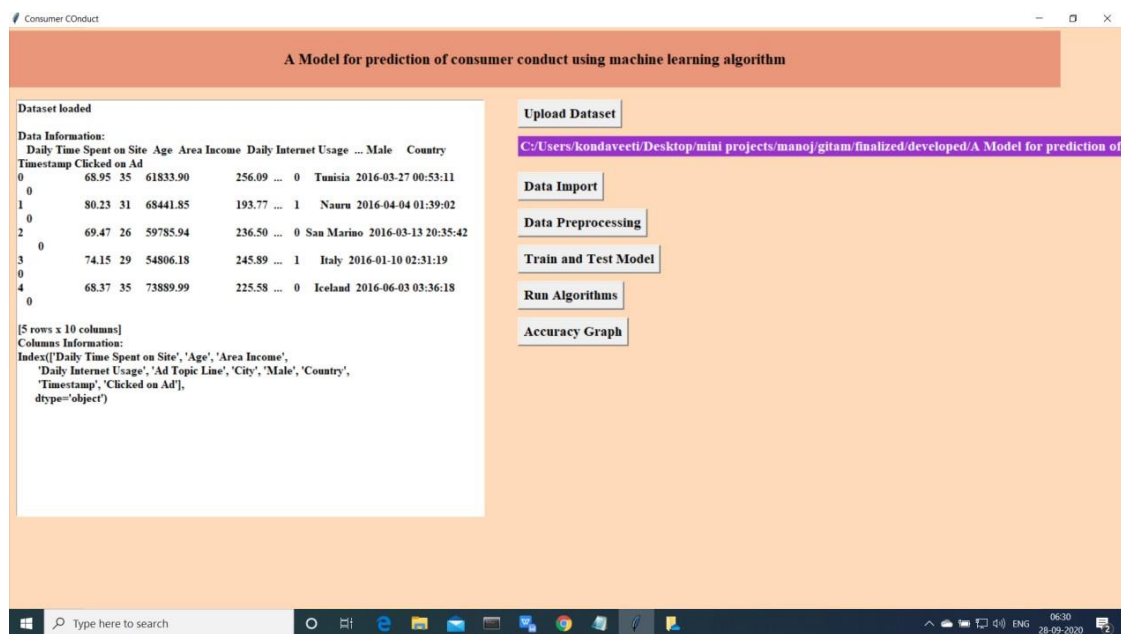 Consumer COnduct
A Model for prediction of consumer conduct using machine learning algorithm
Dataset loaded
Data Information:
Daily Time Spent on Site Age Area Income Daily Internet Usage ... Male Country
Timestamp Clicked on Ad
0 68.95 35 61833.90 256.09 ... 0 Tunisia 2016-03-27 00:53:11
0
1 80.23 31 68441.85 193.77 ... 1 Nauru 2016-04-04 01:39:02
0
2 69.47 26 59785.94 236.50 ... 0 San Marino 2016-03-13 20:35:42
0
3 74.15 29 54806.18 245.89 ... 1 Italy 2016-01-10 02:31:19
0
4 68.37 35 73889.99 225.58 ... 0 Iceland 2016-06-03 03:36:18
0
[5 rows x 10 columns]
Columns Information:
Index(['Daily Time Spent on Site', 'Age', 'Area Income',
'Daily Internet Usage', 'Ad Topic Line', 'City', 'Male', 'Country',
'Timestamp', 'Clicked on Ad'],
dtype='object')
Upload Dataset
C:/Users/kondaveeti/Desktop/mini projects/manoj/gitam/finalized/developed/A Model for prediction of
Data Import
Data Preprocessing
Train and Test Model
Run Algorithms
Accuracy Graph
Type here to search
ENG
06:30
28-09-2020
2